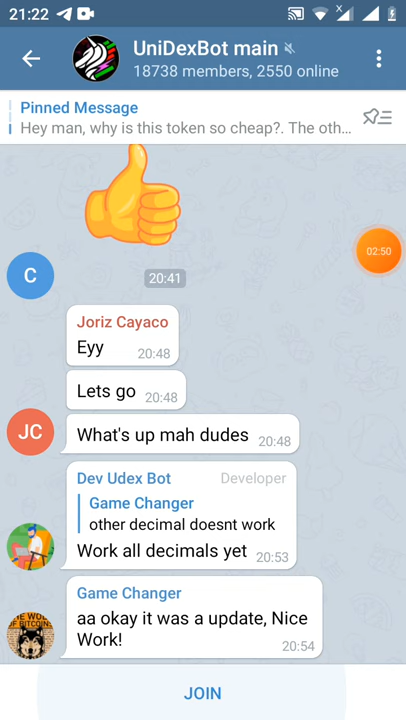 21:22
UniDexBot main
18738 members, 2550 online
Pinned Message
Hey man, why is this token so cheap?. The oth...
02:50
C
20:41
Joriz Cayaco
Eyy 20:48
Lets go 20:48
JC
What's up mah dudes 20:48
Dev Udex Bot Developer
Game Changer
other decimal doesnt work
Work all decimals yet 20:53
Game Changer
aa okay it was a update, Nice
Work! 20:54
JOIN